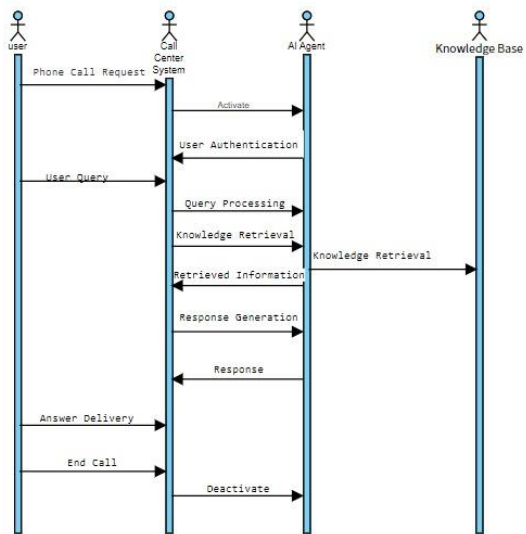 user
Call
Center
System
AI Agent
Knowledge Base
Phone Call Request
Activate
User Authentication
User Query
Query Processing
Knowledge Retrieval
Knowledge Retrieval
Retrieved Information
Response Generation
Response
Answer Delivery
End Call
Deactivate